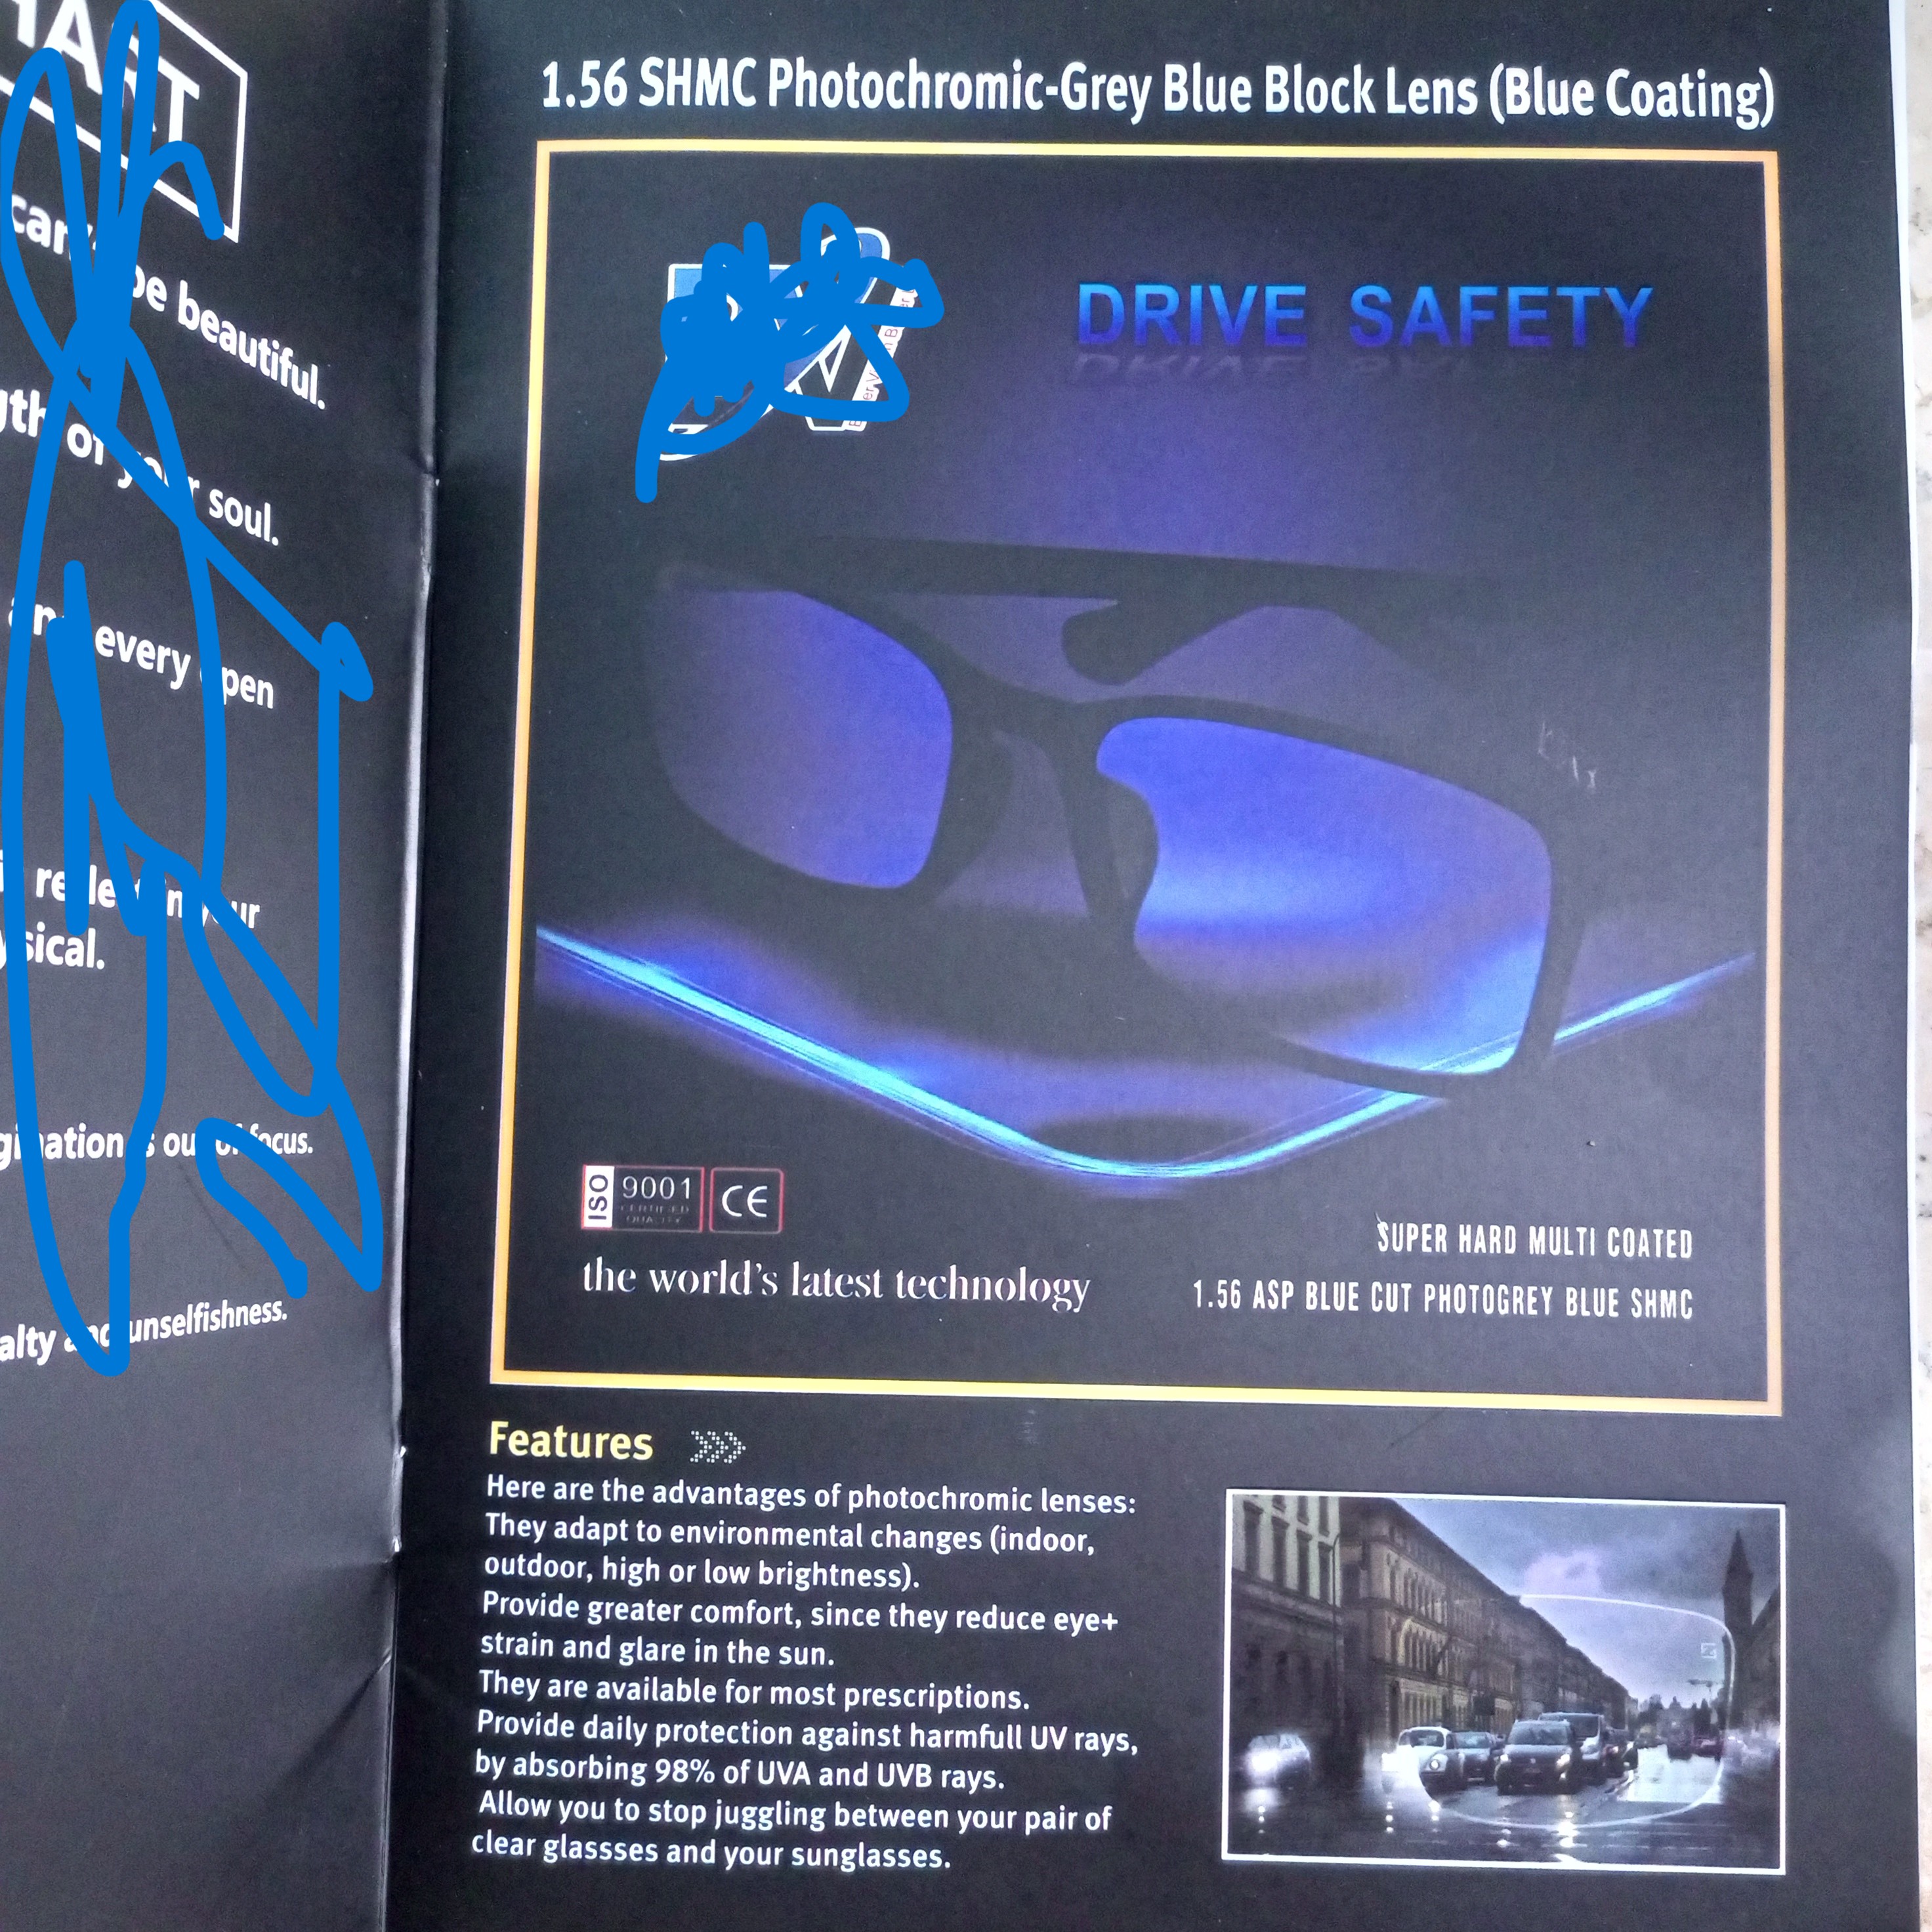 be beautiful.
of soul.
every
sical.
focus.
unselfishness.
1.56 SHMC Photochromic-Grey Blue Block Lens (Blue Coating)
DRIVE SAFETY
ISO 9001
CERTIFIED
QUALITY
CE
the world's latest technology
SUPER HARD MULTI COATED
1.56 ASP BLUE CUT PHOTOGREY BLUE SHMC
Features
Here are the advantages of photochromic lenses:
They adapt to environmental changes (indoor,
outdoor, high or low brightness).
Provide greater comfort, since they reduce eye+
strain and glare in the sun.
They are available for most prescriptions.
Provide daily protection against harmfull UV rays,
by absorbing 98% of UVA and UVB rays.
Allow you to stop juggling between your pair of
clear glassses and your sunglasses.